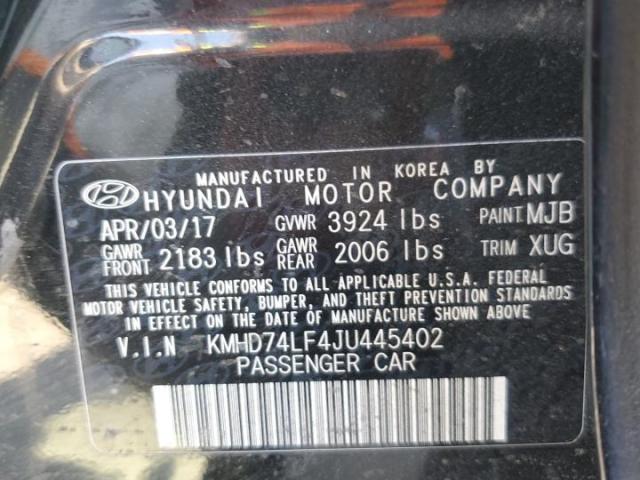 MANUFACTURED IN KOREA BY
HYUNDAI MOTOR COMPANY
APR/03/17 GVWR 3924 lbs PAINT MJB
GAWR FRONT 2183 lbs GAWR REAR 2006 lbs TRIM XUG
THIS VEHICLE CONFORMS TO ALL APPLICABLE U.S.A. FEDERAL
MOTOR VEHICLE SAFETY, BUMPER, AND THEFT PREVENTION STANDARDS
IN EFFECT ON THE DATE OF MANUFACTURE SHOWN ABOVE.
V.I.N KMHD74LF4JU445402
PASSENGER CAR